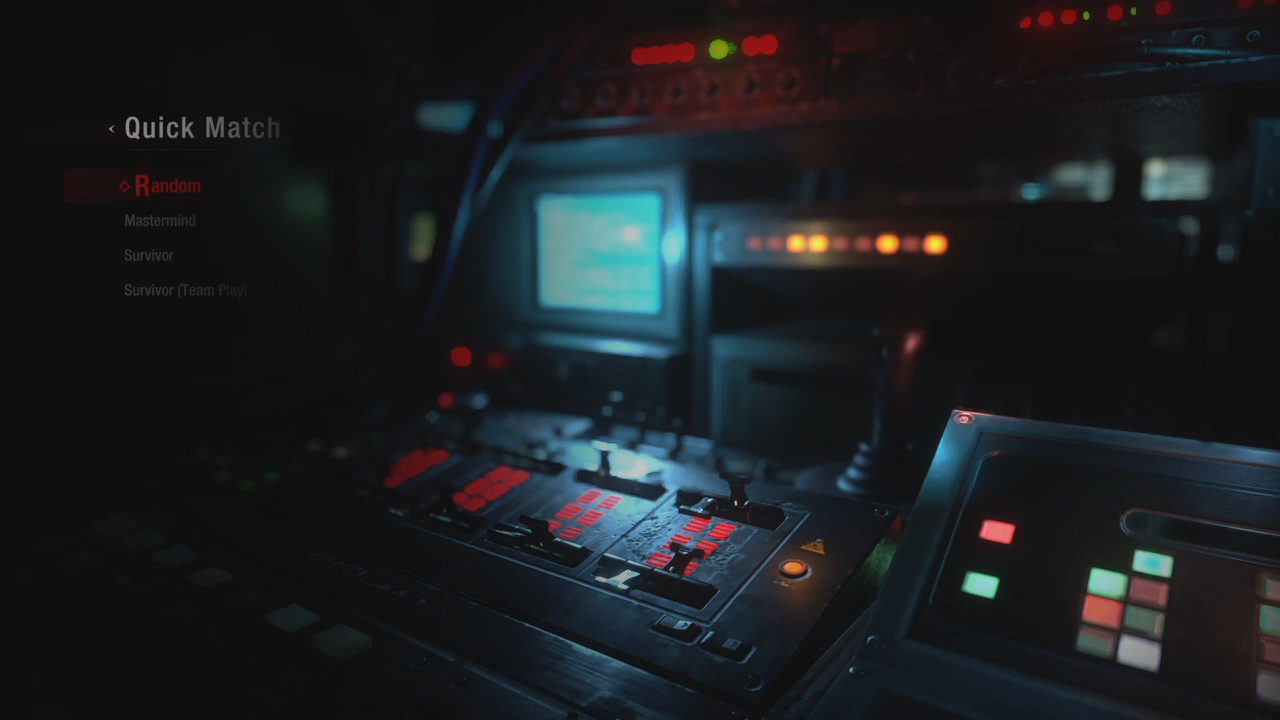 Quick Match
Random
Mastermind
Survivor
Survivor (Team Play)